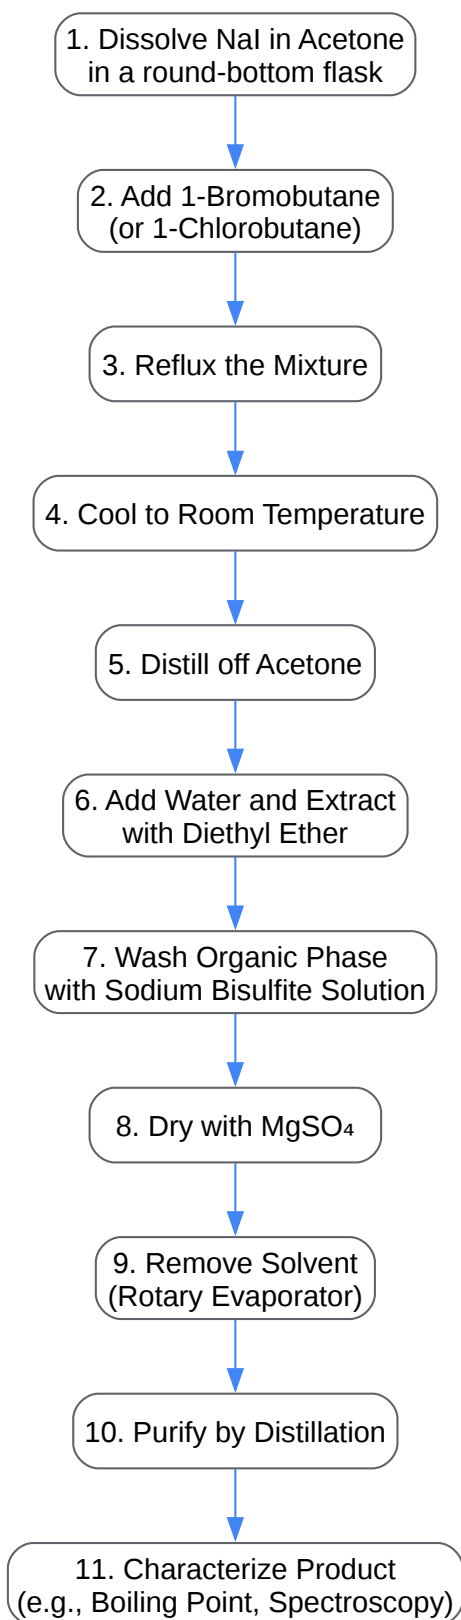 1. Dissolve NaI in Acetone
in a round-bottom flask
2. Add 1-Bromobutane
(or 1-Chlorobutane)
3. Reflux the Mixture
4. Cool to Room Temperature
5. Distill off Acetone
6. Add Water and Extract
with Diethyl Ether
7. Wash Organic Phase
with Sodium Bisulfite Solution
8. Dry with MgSO₄
9. Remove Solvent
(Rotary Evaporator)
10. Purify by Distillation
11. Characterize Product
(e.g., Boiling Point, Spectroscopy)